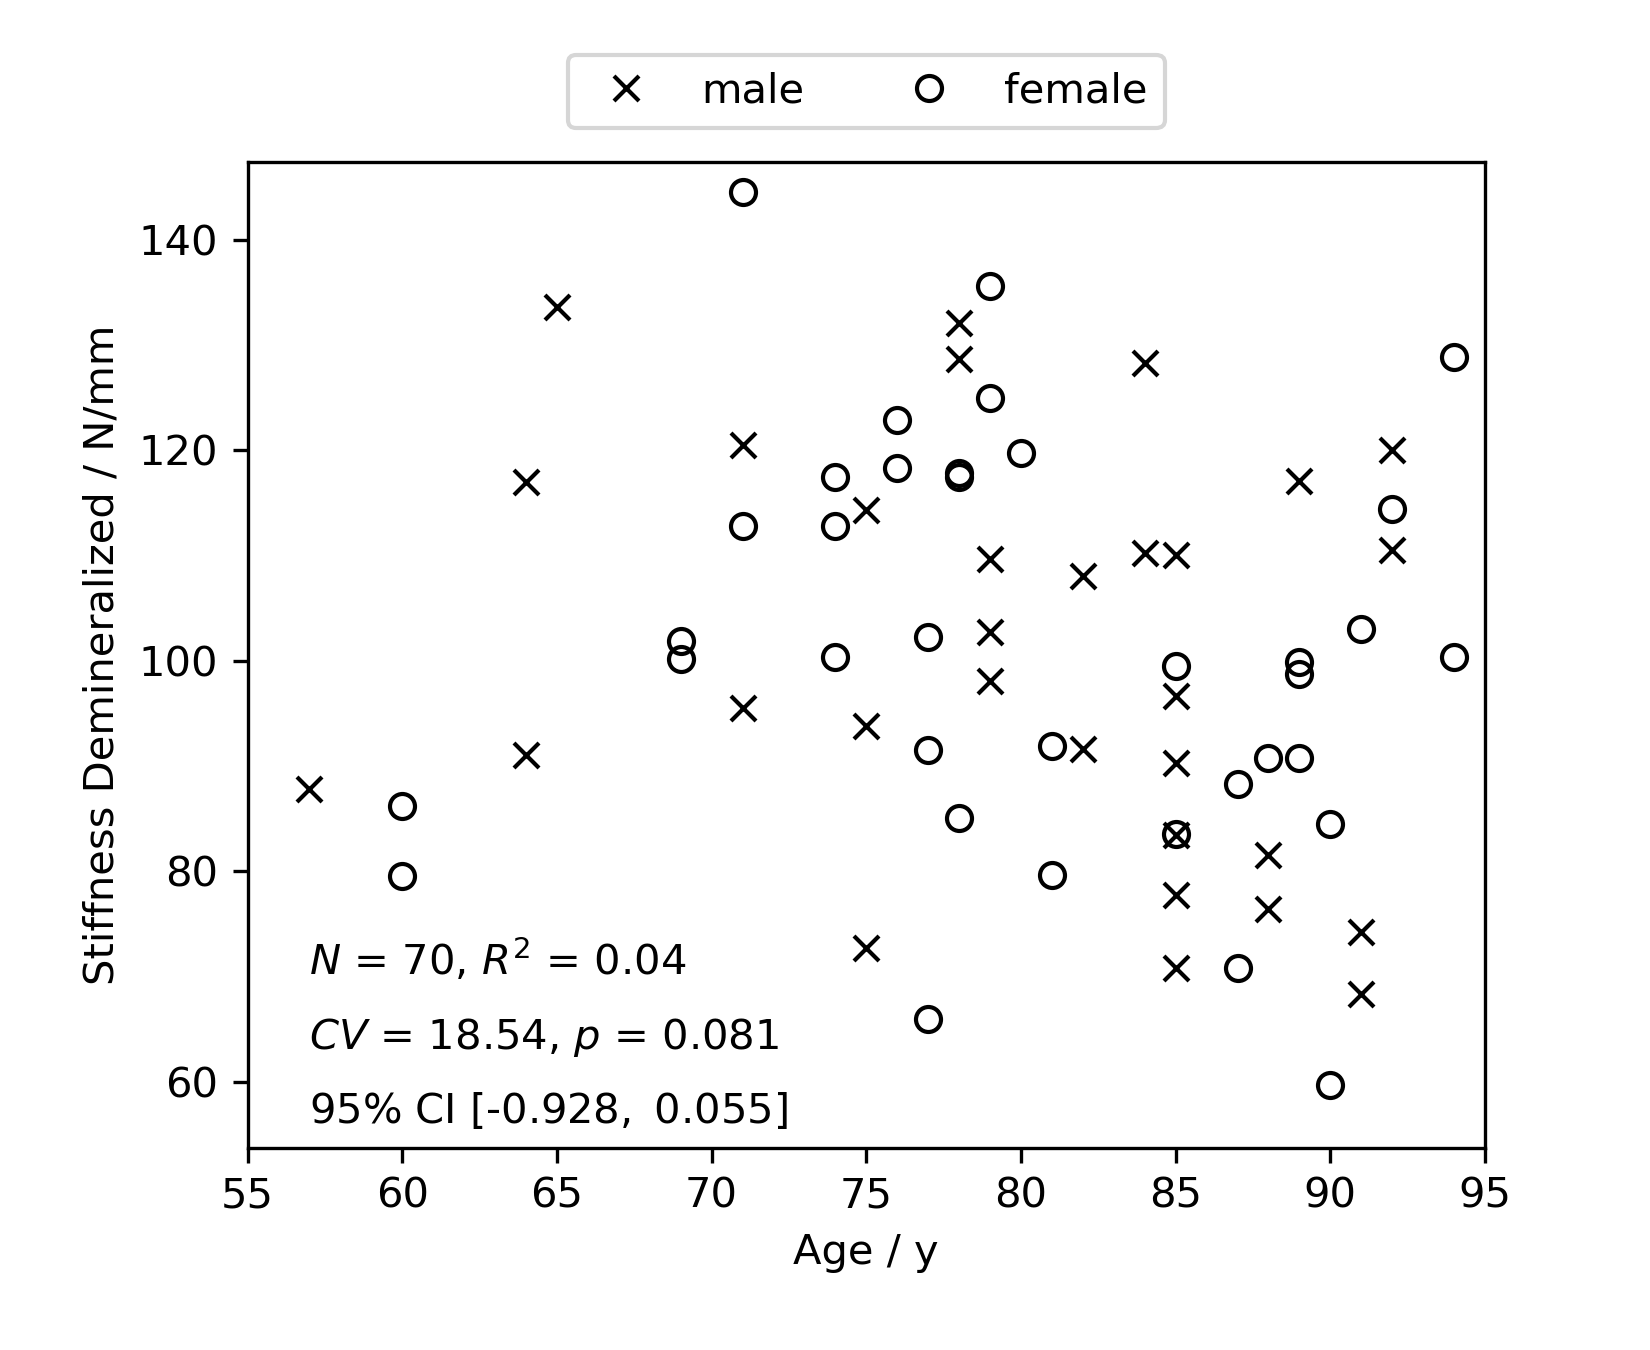 male female
140
120
100
80
60
Stiffness Demineralized / N/mm
N = 70, R² = 0.04
CV = 18.54, p = 0.081
95% CI [-0.928, 0.055]
55 60 65 70 75 80 85 90 95
Age / y